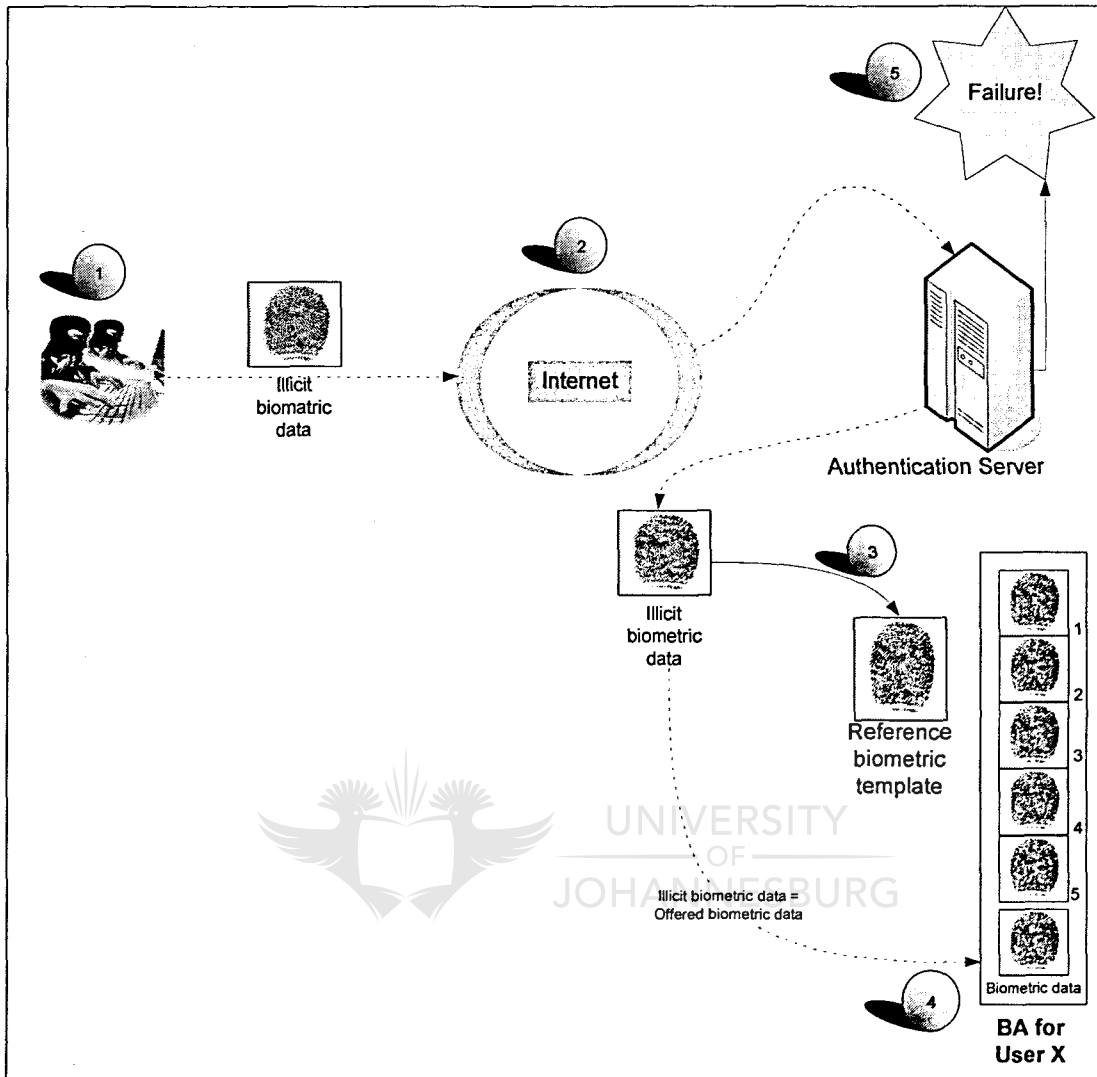 5
Failure!
1
2
Illicit
biomatric
data
Internet
Authentication Server
3
Illicit
biometric
data
Reference
biometric
template
1
2
3
4
5
UNIVERSITY
OF
JOHANNESBURG
Illicit biometric data =
Offered biometric data
Biometric data
4
BA for
User X